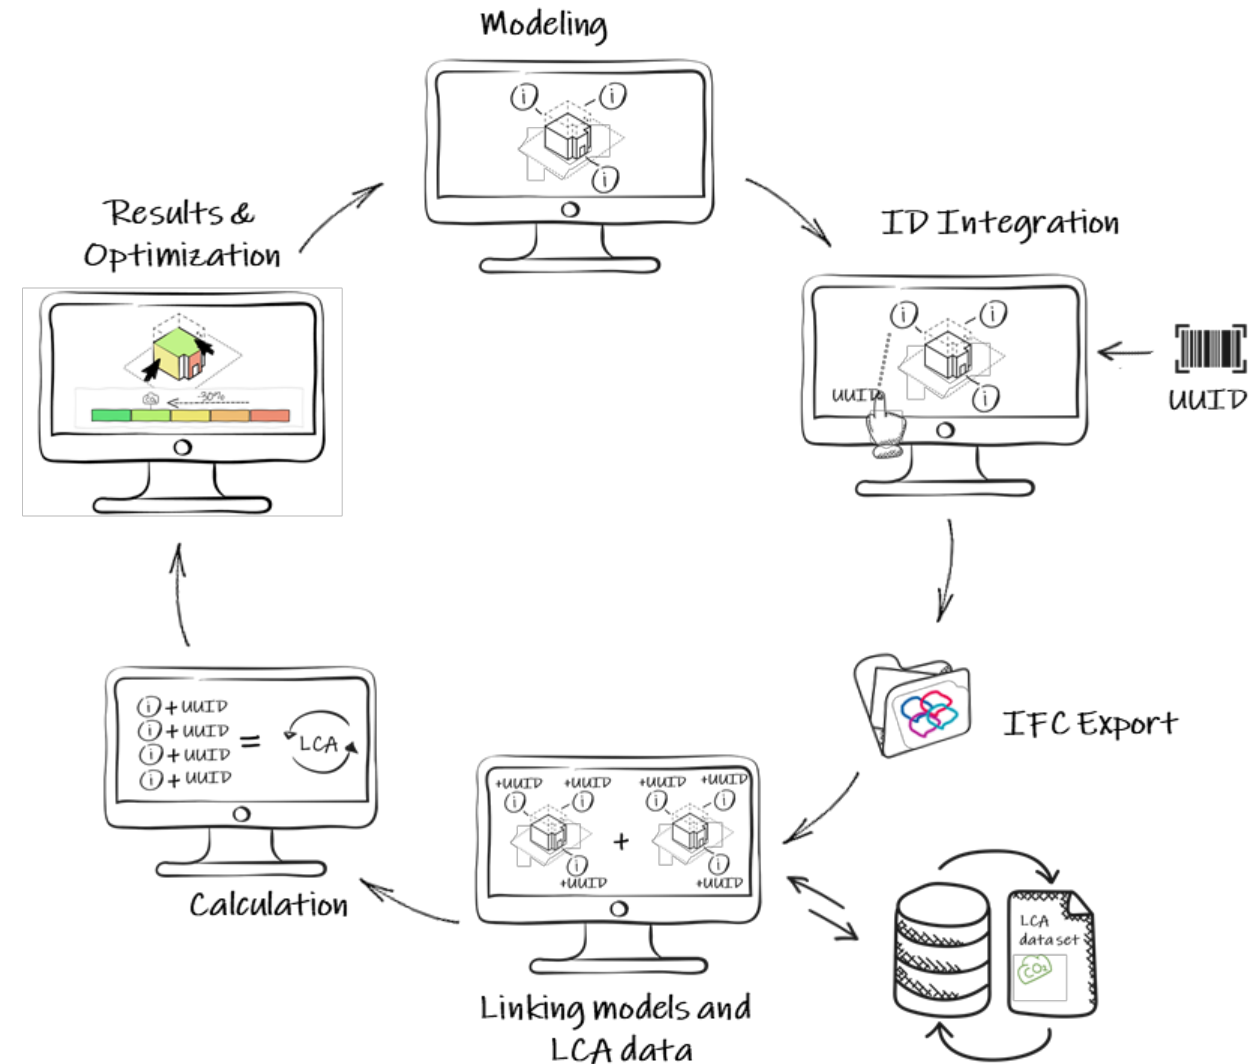 Modeling
Results &
Optimization
ID Integration
i
i
i
i
i
i
UUID
UUID
CO₂
-30%
IFC Export
i + UUID
i + UUID
i + UUID
i + UUID
=
LCA
+UUID
+UUID
+UUID
+UUID
i
i
i
i
+
i
i
+UUID
+UUID
Calculation
LCA
data set
CO₂
Linking models and
LCA data